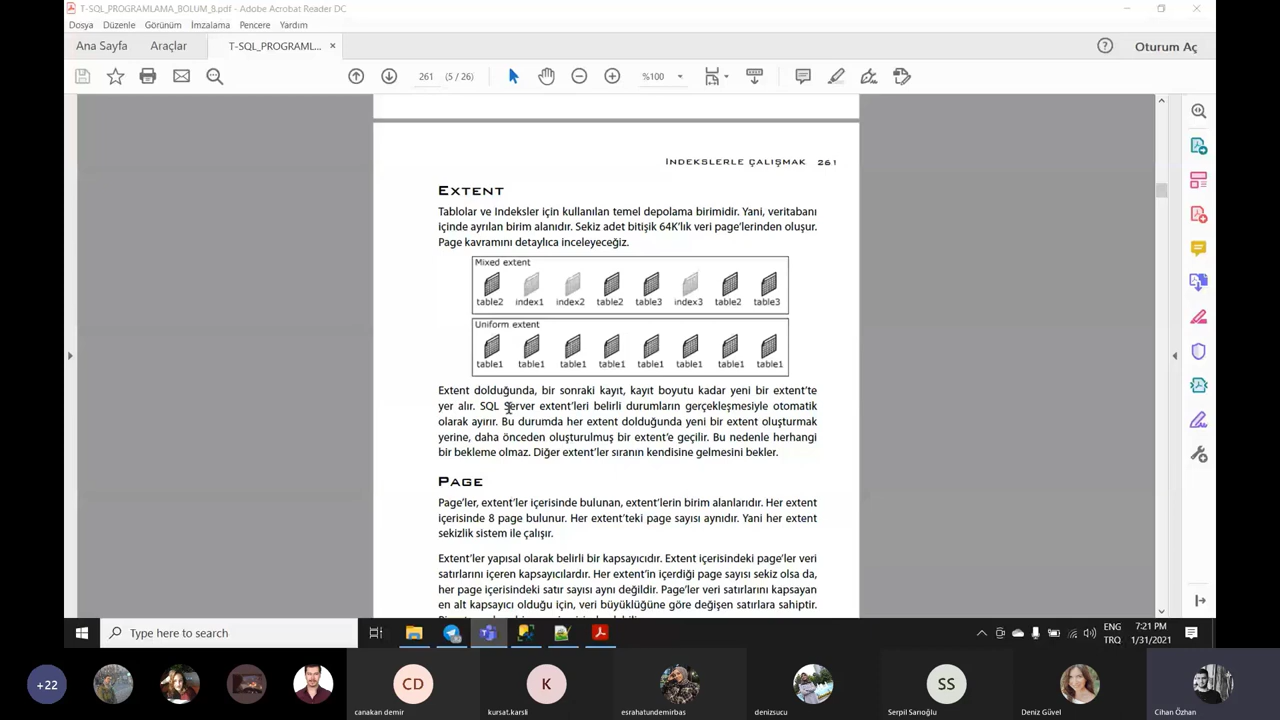 T-SQL_PROGRAMLAMA_BOLUM_8.pdf - Adobe Acrobat Reader DC
Dosya Düzenle Görünüm İmzalama Pencere Yardım
Ana Sayfa Araçlar T-SQL_PROGRAML... × Oturum Aç
261 (5 / 26) %100
İNDEKSLERLE ÇALIŞMAK 261
EXTENT
Tablolar ve Indeksler için kullanılan temel depolama birimidir. Yani, veritabanı
içinde ayrılan birim alanıdır. Sekiz adet bitişik 64K'lık veri page'lerinden oluşur.
Page kavramını detaylıca inceleyeceğiz.
Mixed extent
table2 index1 index2 table2 table3 index3 table2 table3
Uniform extent
table1 table1 table1 table1 table1 table1 table1 table1
Extent dolduğunda, bir sonraki kayıt, kayıt boyutu kadar yeni bir extent'te
yer alır. SQL Server extent'leri belirli durumların gerçekleşmesiyle otomatik
olarak ayırır. Bu durumda her extent dolduğunda yeni bir extent oluşturmak
yerine, daha önceden oluşturulmuş bir extent'e geçilir. Bu nedenle herhangi
bir bekleme olmaz. Diğer extent'ler sıranın kendisine gelmesini bekler.
PAGE
Page'ler, extent'ler içerisinde bulunan, extent'lerin birim alanlarıdır. Her extent
içerisinde 8 page bulunur. Her extent'teki page sayısı aynıdır. Yani her extent
sekizlik sistem ile çalışır.
Extent'ler yapısal olarak belirli bir kapsayıcıdır. Extent içerisindeki page'ler veri
satırlarını içeren kapsayıcılardır. Her extent'in içerdiği page sayısı sekiz olsa da,
her page içerisindeki satır sayısı aynı değildir. Page'ler veri satırlarını kapsayan
en alt kapsayıcı olduğu için, veri büyüklüğüne göre değişen satırlara sahiptir.
Type here to search
ENG 7:21 PM
TRQ 1/31/2021
+22 CD K SS
canakan demir kursat.karsli esrahatundemirbas denizsucu Serpil Sarıoğlu Deniz Güvel Cihan Özhan